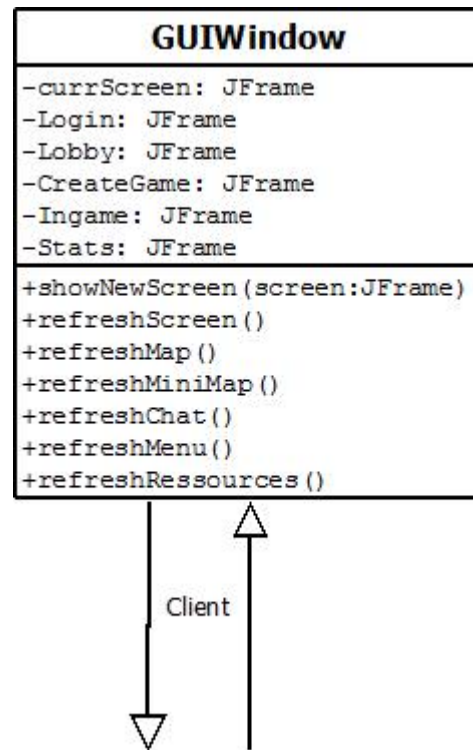 GUIWindow
-currScreen: JFrame
-Login: JFrame
-Lobby: JFrame
-CreateGame: JFrame
-Ingame: JFrame
-Stats: JFrame
+showNewScreen(screen:JFrame)
+refreshScreen()
+refreshMap()
+refreshMiniMap()
+refreshChat()
+refreshMenu()
+refreshRessources()
Client